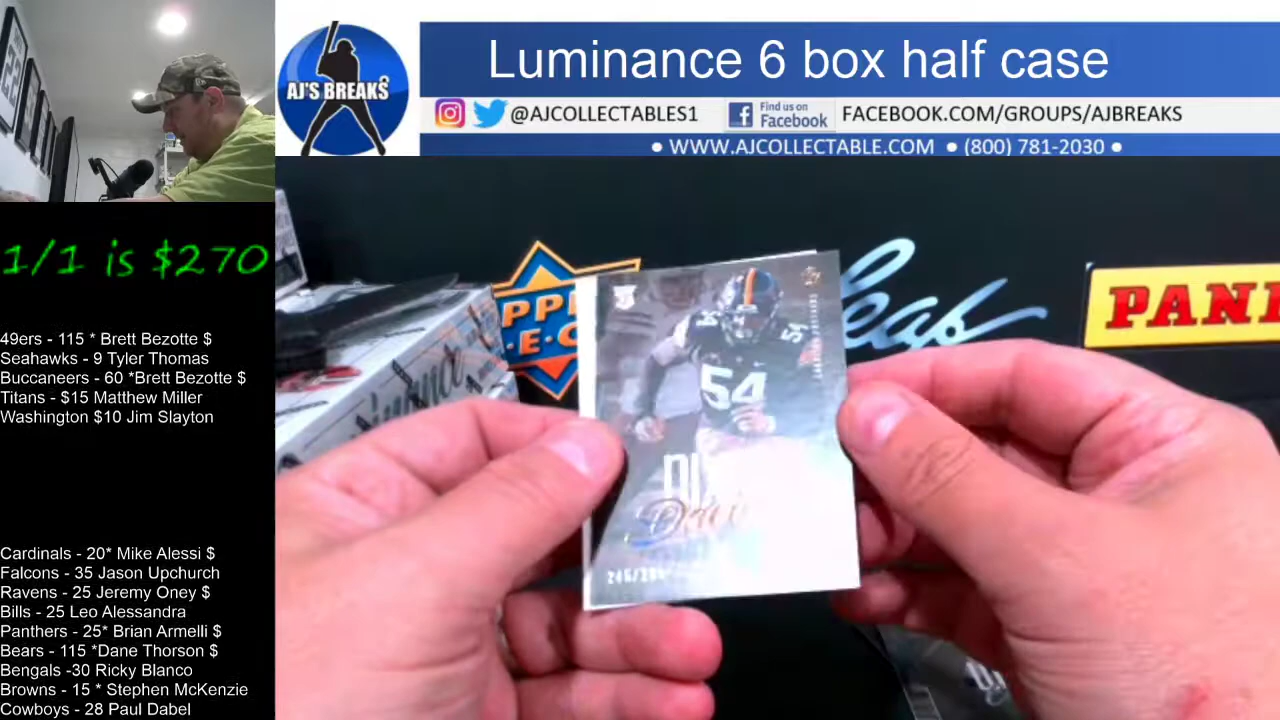 Luminance 6 box half case
AJ'S BREAKS
@AJCOLLECTABLES1
Find us on
Facebook
FACEBOOK.COM/GROUPS/AJBREAKS
• WWW.AJCOLLECTABLE.COM • (800) 781-2030 •
1/1 is $270
49ers - 115 * Brett Bezotte $
Seahawks - 9 Tyler Thomas
Buccaneers - 60 *Brett Bezotte $
Titans - $15 Matthew Miller
Washington $10 Jim Slayton
Cardinals - 20* Mike Alessi $
Falcons - 35 Jason Upchurch
Ravens - 25 Jeremy Oney $
Bills - 25 Leo Alessandra
Panthers - 25* Brian Armelli $
Bears - 115 *Dane Thorson $
Bengals -30 Ricky Blanco
Browns - 15 * Stephen McKenzie
Cowboys - 28 Paul Dabel
Leaf
PANI
54
54
54